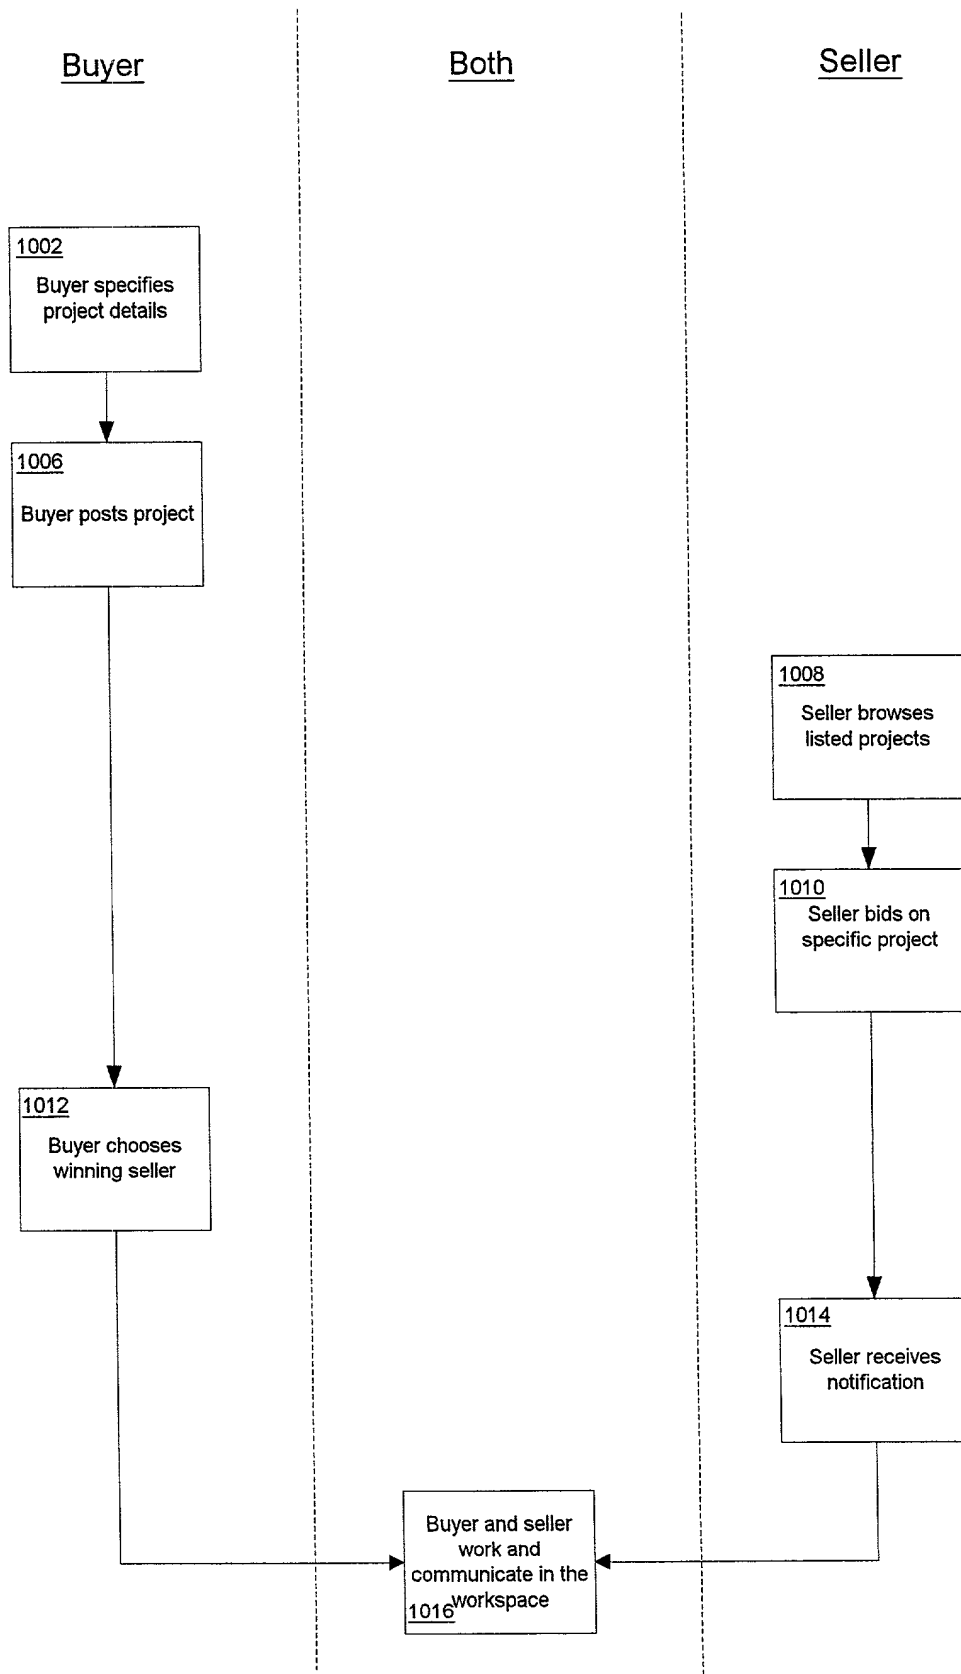 Buyer
Both
Seller
1002
Buyer specifies
project details
1006
Buyer posts project
1008
Seller browses
listed projects
1010
Seller bids on
specific project
1012
Buyer chooses
winning seller
1014
Seller receives
notification
Buyer and seller
work and
communicate in the
workspace
1016